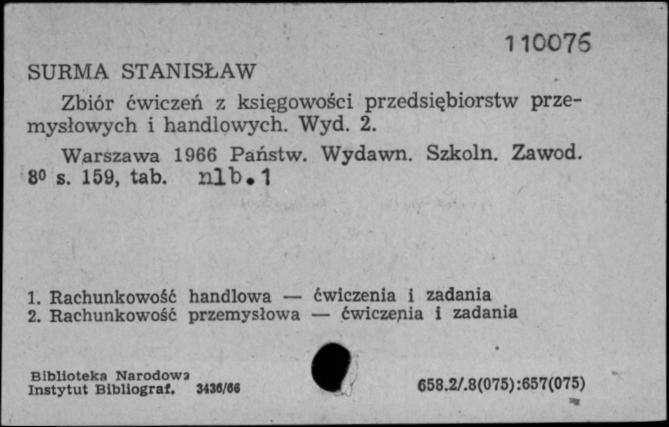 110076
SURMA STANISŁAW
Zbiór ćwiczeń z księgowości przedsiębiorstw prze-
mysłowych i handlowych. Wyd. 2.
Warszawa 1966 Państw. Wydawn. Szkoln. Zawod.
8⁰ s. 159, tab. nlb.1
1. Rachunkowość handlowa — ćwiczenia i zadania
2. Rachunkowość przemysłowa — ćwiczenia i zadania
Biblioteka Narodowa
Instytut Bibliograf. 3436/66
658.2/.8(075):657(075)